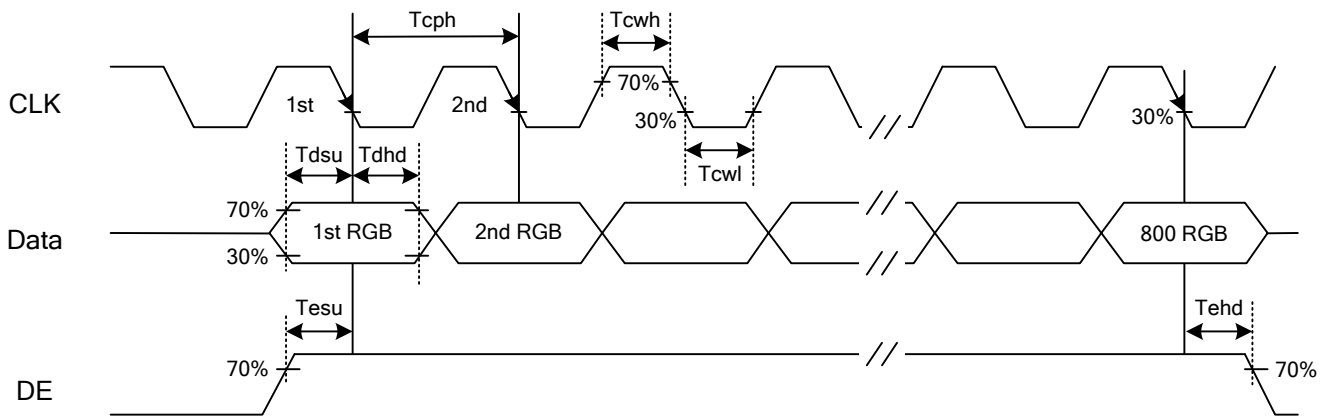 Tcph
Tcwh
CLK
1st
2nd
70%
30%
30%
Tcwl
Tdsu
Tdhd
Data
70%
30%
1st RGB
2nd RGB
800 RGB
Tesu
Tehd
DE
70%
70%